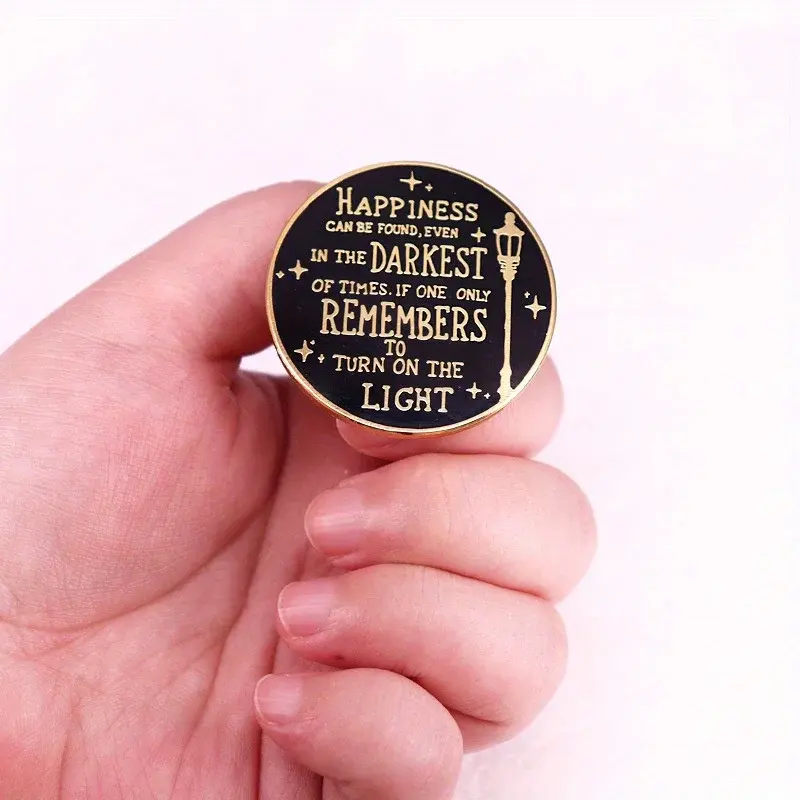 HAPPINESS
CAN BE FOUND, EVEN
IN THE DARKEST
OF TIMES. IF ONE ONLY
REMEMBERS
TO
TURN ON THE
LIGHT